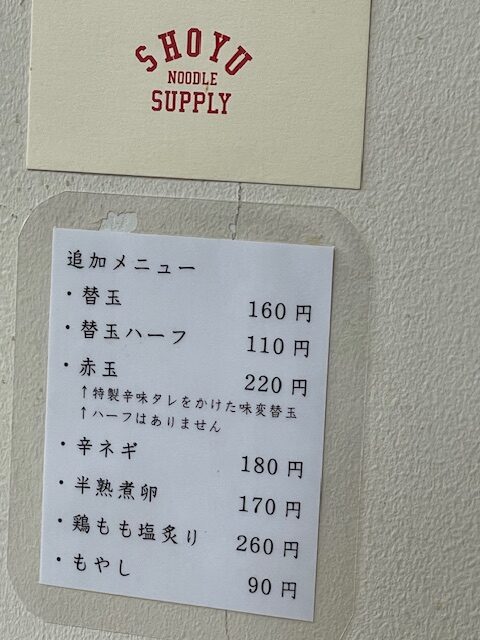 SHOYU
NOODLE
SUPPLY
追加メニュー
・替玉 160円
・替玉ハーフ 110円
・赤玉 220円
↑特製辛味タレをかけた味変替玉
↑ハーフはありません
・辛ネギ 180円
・半熟煮卵 170円
・鶏もも塩炙り 260円
・もやし 90円